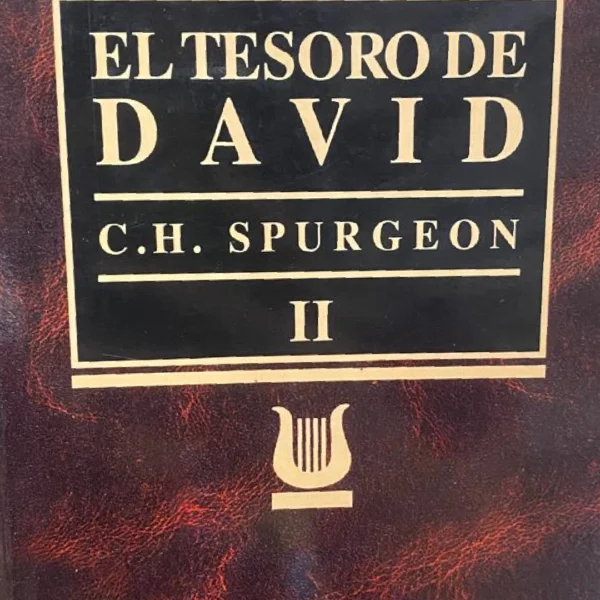 EL TESORO DE
DAVID
C.H. SPURGEON
II